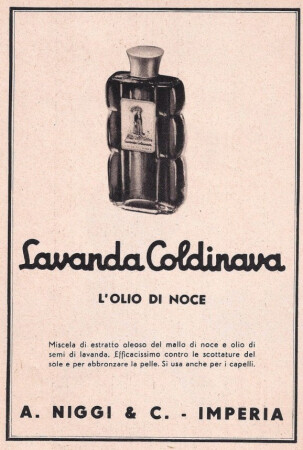 Lavanda Coldinava
L'OLIO DI NOCE
Miscela di estratto oleoso del mallo di noce e olio di
semi di lavanda. Efficacissimo contro le scottature del
sole e per abbronzare la pelle. Si usa anche per i capelli.
A. NIGGI & C. - IMPERIA